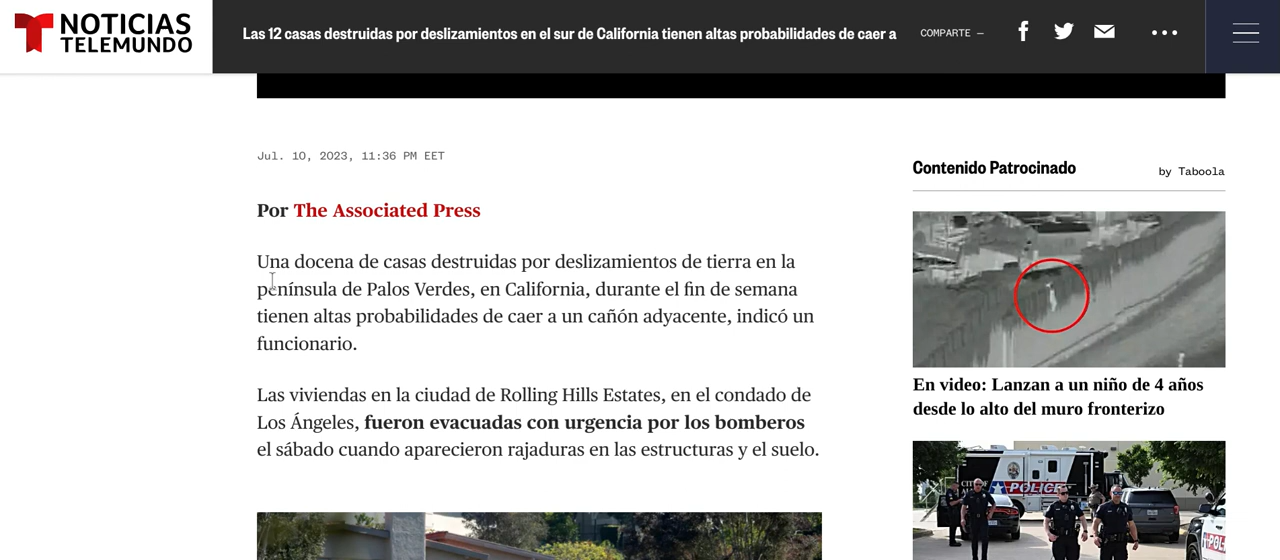 NOTICIAS
TELEMUNDO
Las 12 casas destruidas por deslizamientos en el sur de California tienen altas probabilidades de caer a
COMPARTE —
Jul. 10, 2023, 11:36 PM EET
Por The Associated Press
Una docena de casas destruidas por deslizamientos de tierra en la
península de Palos Verdes, en California, durante el fin de semana
tienen altas probabilidades de caer a un cañón adyacente, indicó un
funcionario.
Las viviendas en la ciudad de Rolling Hills Estates, en el condado de
Los Ángeles, fueron evacuadas con urgencia por los bomberos
el sábado cuando aparecieron rajaduras en las estructuras y el suelo.
Contenido Patrocinado
by Taboola
En video: Lanzan a un niño de 4 años
desde lo alto del muro fronterizo
POLICE